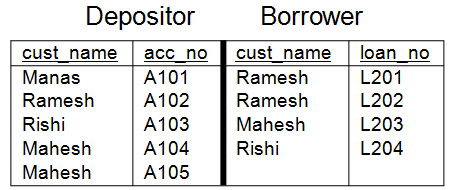 Depositor Borrower
cust_name acc_no cust_name loan_no
Manas A101 Ramesh L201
Ramesh A102 Ramesh L202
Rishi A103 Mahesh L203
Mahesh A104 Rishi L204
Mahesh A105